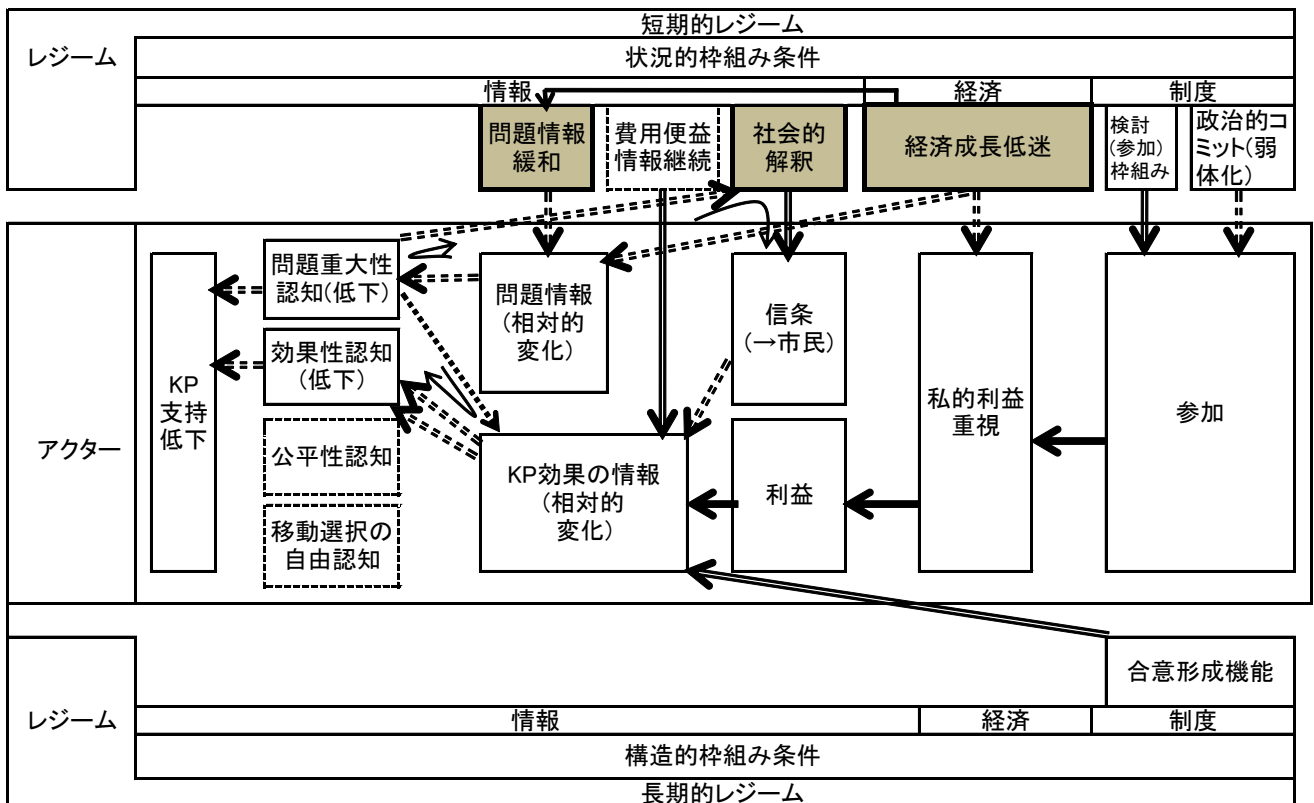 短期的レジーム
レジーム
状況的枠組み条件
情報
経済
制度
問題情報
緩和
費用便益
情報継続
社会的
解釈
経済成長低迷
検討
(参加)
枠組み
政治的コ
ミット(弱
体化)
アクター
KP
支持
低下
問題重大性
認知(低下)
効果性認知
(低下)
公平性認知
移動選択の
自由認知
問題情報
(相対的
変化)
KP効果の情報
(相対的
変化)
信条
(→市民)
利益
私的利益
重視
参加
合意形成機能
レジーム
情報
経済
制度
構造的枠組み条件
長期的レジーム